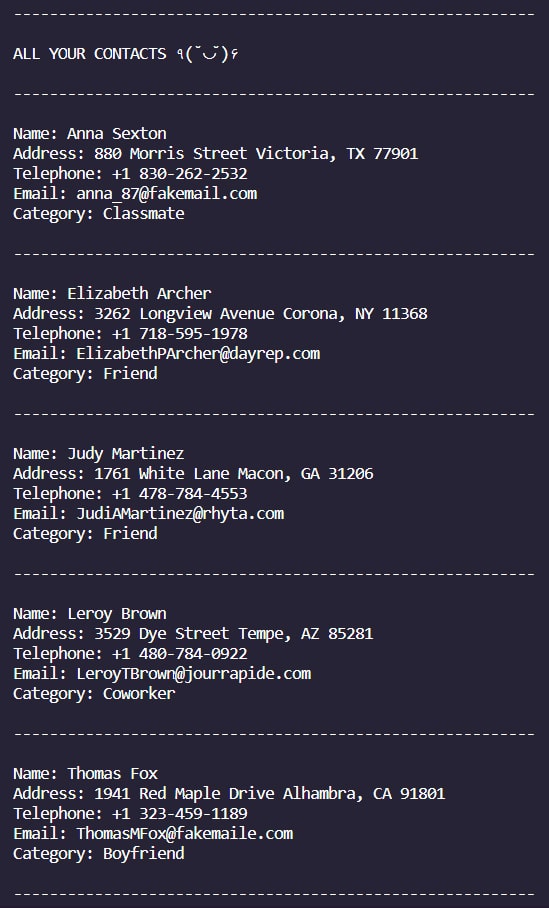 ----------------------------------------------------------
ALL YOUR CONTACTS ٩(˘◡˘)۶
----------------------------------------------------------
Name: Anna Sexton
Address: 880 Morris Street Victoria, TX 77901
Telephone: +1 830-262-2532
Email: anna_87@fakemail.com
Category: Classmate
----------------------------------------------------------
Name: Elizabeth Archer
Address: 3262 Longview Avenue Corona, NY 11368
Telephone: +1 718-595-1978
Email: ElizabethPArcher@dayrep.com
Category: Friend
----------------------------------------------------------
Name: Judy Martinez
Address: 1761 White Lane Macon, GA 31206
Telephone: +1 478-784-4553
Email: JudiAMartinez@rhyta.com
Category: Friend
----------------------------------------------------------
Name: Leroy Brown
Address: 3529 Dye Street Tempe, AZ 85281
Telephone: +1 480-784-0922
Email: LeroyTBrown@jourrapide.com
Category: Coworker
----------------------------------------------------------
Name: Thomas Fox
Address: 1941 Red Maple Drive Alhambra, CA 91801
Telephone: +1 323-459-1189
Email: ThomasMFox@fakemaile.com
Category: Boyfriend
----------------------------------------------------------